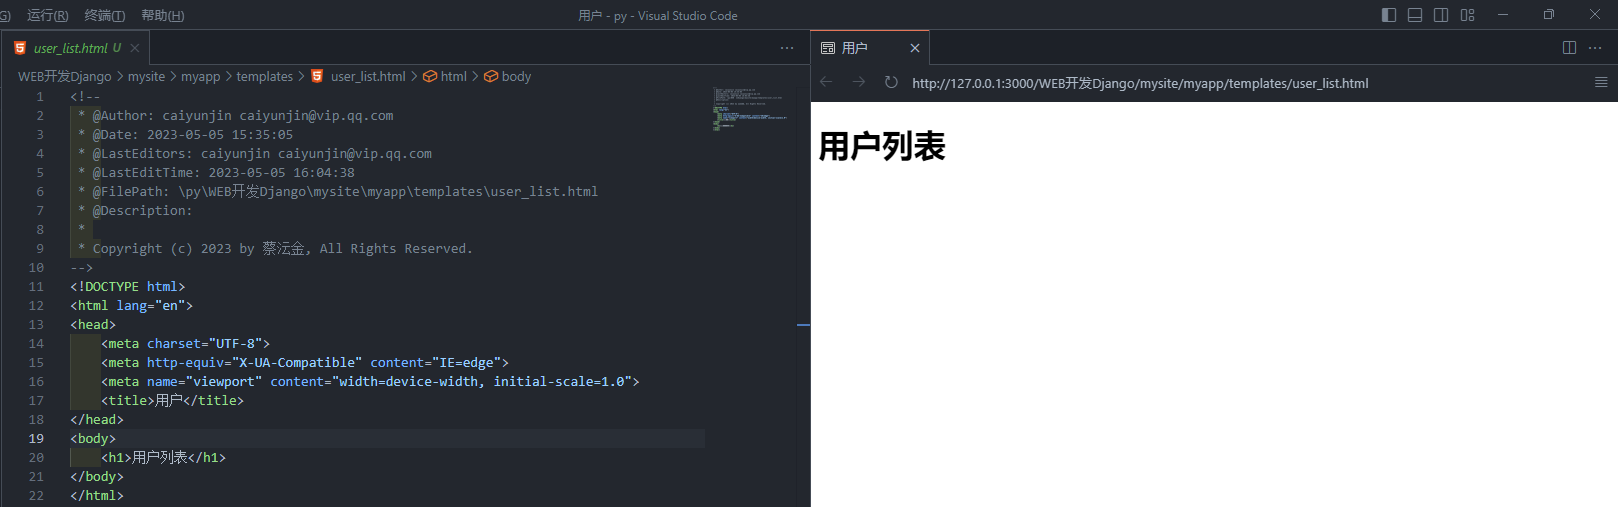 G) 运行(R) 终端(T) 帮助(H) 用户 - py - Visual Studio Code
user_list.html U
WEB开发Django > mysite > myapp > templates > user_list.html > html > body
1 <!--
2 * @Author: caiyunjin caiyunjin@vip.qq.com
3 * @Date: 2023-05-05 15:35:05
4 * @LastEditors: caiyunjin caiyunjin@vip.qq.com
5 * @LastEditTime: 2023-05-05 16:04:38
6 * @FilePath: \py\WEB开发Django\mysite\myapp\templates\user_list.html
7 * @Description:
8 *
9 * Copyright (c) 2023 by 蔡沄金, All Rights Reserved.
10 -->
11 <!DOCTYPE html>
12 <html lang="en">
13 <head>
14 <meta charset="UTF-8">
15 <meta http-equiv="X-UA-Compatible" content="IE=edge">
16 <meta name="viewport" content="width=device-width, initial-scale=1.0">
17 <title>用户</title>
18 </head>
19 <body>
20 <h1>用户列表</h1>
21 </body>
22 </html>
用户
http://127.0.0.1:3000/WEB开发Django/mysite/myapp/templates/user_list.html
用户列表